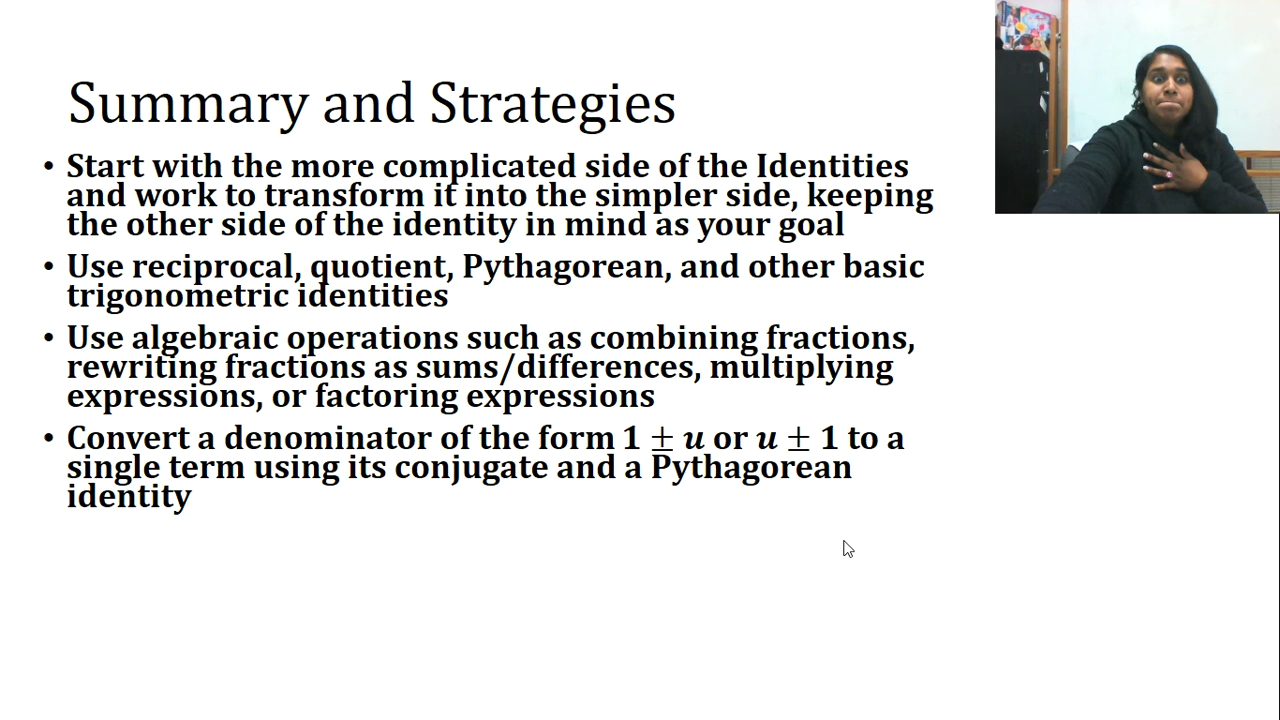 Summary and Strategies
• Start with the more complicated side of the Identities
and work to transform it into the simpler side, keeping
the other side of the identity in mind as your goal
• Use reciprocal, quotient, Pythagorean, and other basic
trigonometric identities
• Use algebraic operations such as combining fractions,
rewriting fractions as sums/differences, multiplying
expressions, or factoring expressions
• Convert a denominator of the form 1 ± u or u ± 1 to a
single term using its conjugate and a Pythagorean
identity